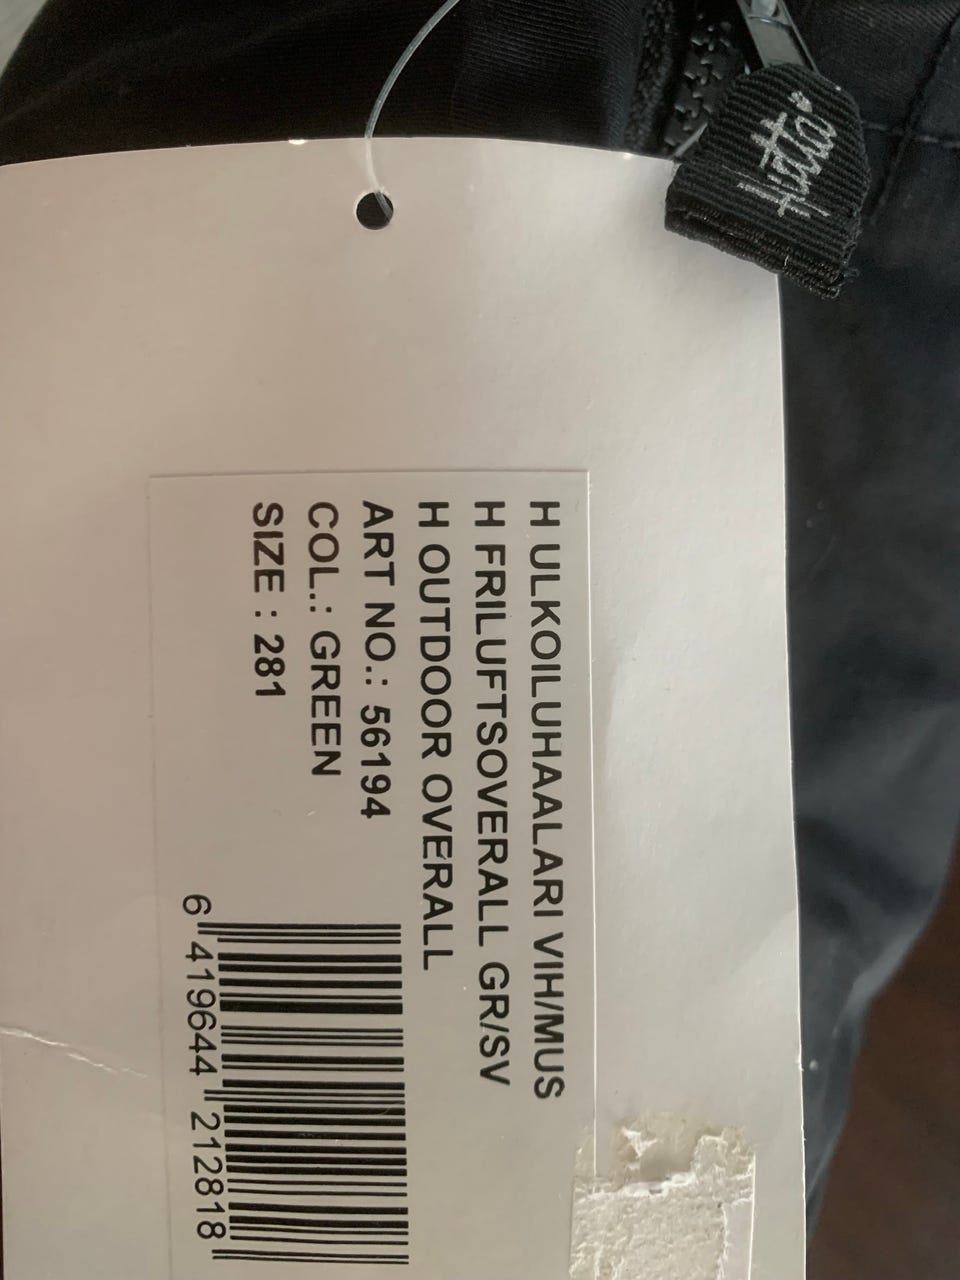 H ULKOILUHAALARI VIH/MUS
H FRILUFTSOVERALL GR/SV
H OUTDOOR OVERALL
ART NO.: 56194
COL.: GREEN
SIZE : 281
6 419644 212818